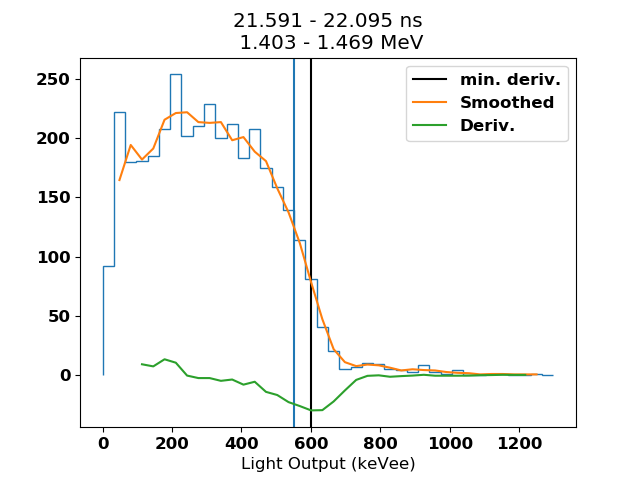 21.591 - 22.095 ns
1.403 - 1.469 MeV
min. deriv.
Smoothed
Deriv.
250
200
150
100
50
0
0 200 400 600 800 1000 1200
Light Output (keVee)